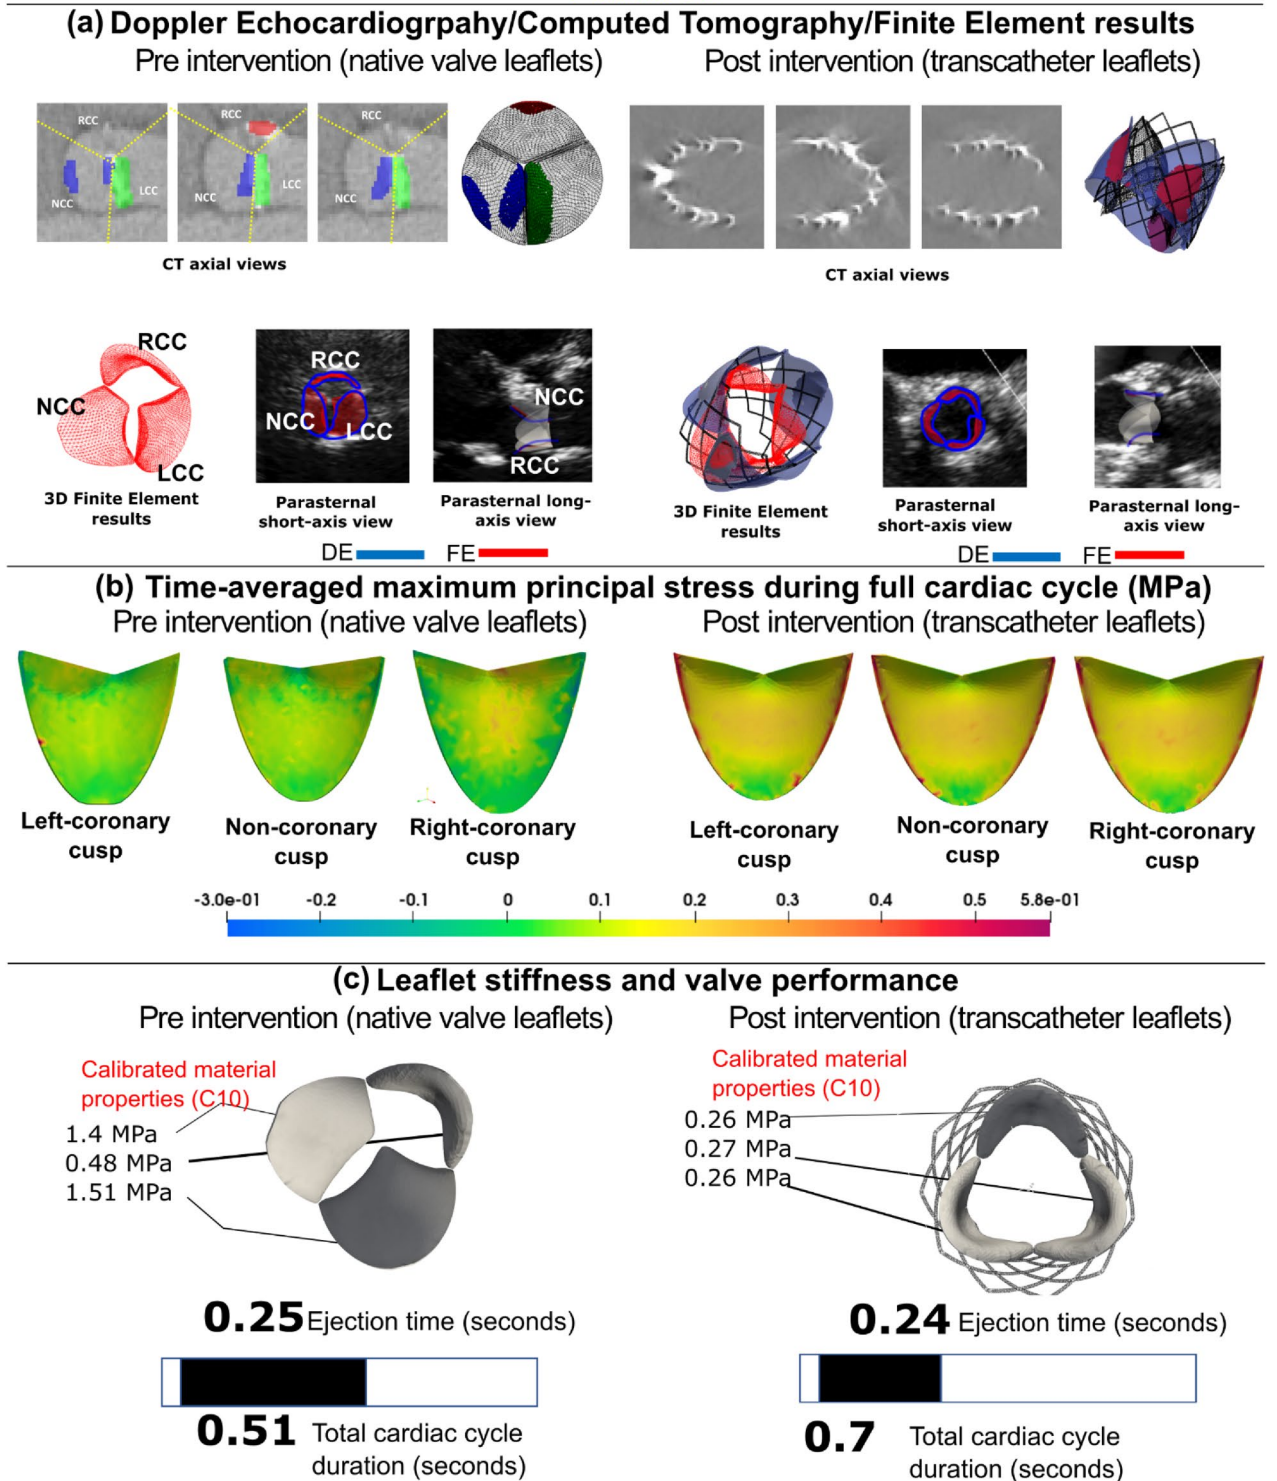 (a) Doppler Echocardiogrpahy/Computed Tomography/Finite Element results
Pre intervention (native valve leaflets)
Post intervention (transcatheter leaflets)
RCC
NCC
LCC
RCC
NCC
LCC
RCC
NCC
LCC
CT axial views
CT axial views
RCC
NCC
LCC
3D Finite Element
results
RCC
NCC
LCC
Parasternal
short-axis view
NCC
RCC
Parasternal long-
axis view
DE
FE
3D Finite Element
results
Parasternal
short-axis view
Parasternal long-
axis view
DE
FE
(b) Time-averaged maximum principal stress during full cardiac cycle (MPa)
Pre intervention (native valve leaflets)
Post intervention (transcatheter leaflets)
Left-coronary
cusp
Non-coronary
cusp
Right-coronary
cusp
Left-coronary
cusp
Non-coronary
cusp
Right-coronary
cusp
-3.0e-01 -0.2 -0.1 0 0.1 0.2 0.3 0.4 0.5 5.8e-01
(c) Leaflet stiffness and valve performance
Pre intervention (native valve leaflets)
Post intervention (transcatheter leaflets)
Calibrated material
properties (C10)
1.4 MPa
0.48 MPa
1.51 MPa
Calibrated material
properties (C10)
0.26 MPa
0.27 MPa
0.26 MPa
0.25 Ejection time (seconds)
0.51 Total cardiac cycle
duration (seconds)
0.24 Ejection time (seconds)
0.7 Total cardiac cycle
duration (seconds)